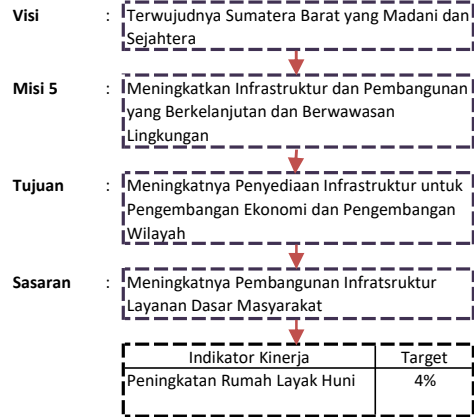 Visi : Terwujudnya Sumatera Barat yang Madani dan
Sejahtera
Misi 5 : Meningkatkan Infrastruktur dan Pembangunan
yang Berkelanjutan dan Berwawasan
Lingkungan
Tujuan : Meningkatnya Penyediaan Infrastruktur untuk
Pengembangan Ekonomi dan Pengembangan
Wilayah
Sasaran : Meningkatnya Pembangunan Infratsruktur
Layanan Dasar Masyarakat
Indikator Kinerja Target
Peningkatan Rumah Layak Huni 4%